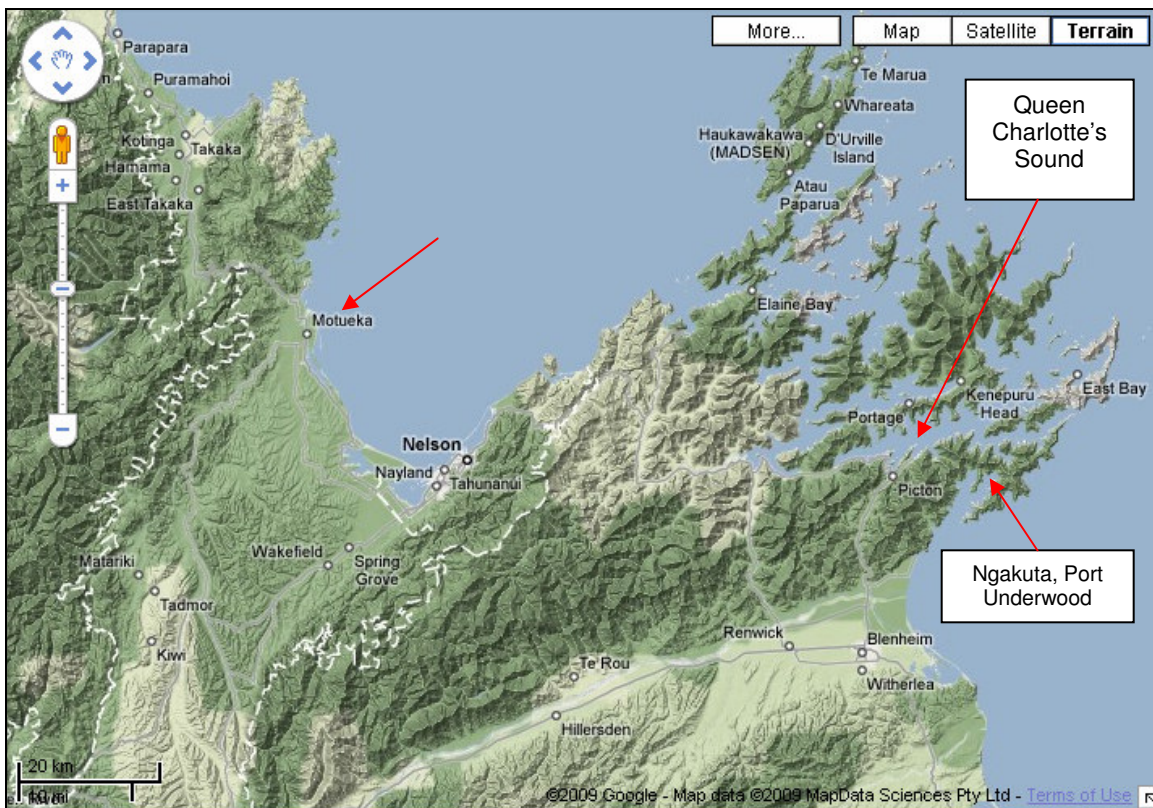 More...
Map
Satellite
Terrain
Parapara
Puramahoi
Kotinga
Takaka
Hamama
East Takaka
Te Marua
Whareata
Haukawakawa
(MADSEN)
D'Urville
Island
Atau
Paparua
Queen
Charlotte's
Sound
Motueka
Elaine Bay
East Bay
Kenepuru
Head
Portage
Nelson
Nayland
Tahunanui
Picton
Wakefield
Spring
Grove
Matariki
Tadmor
Kiwi
Ngakuta, Port
Underwood
Renwick
Blenheim
Witherlea
Te Rou
Hillersden
20 km
10 mi
©2009 Google - Map data ©2009 MapData Sciences Pty Ltd - Terms of Use